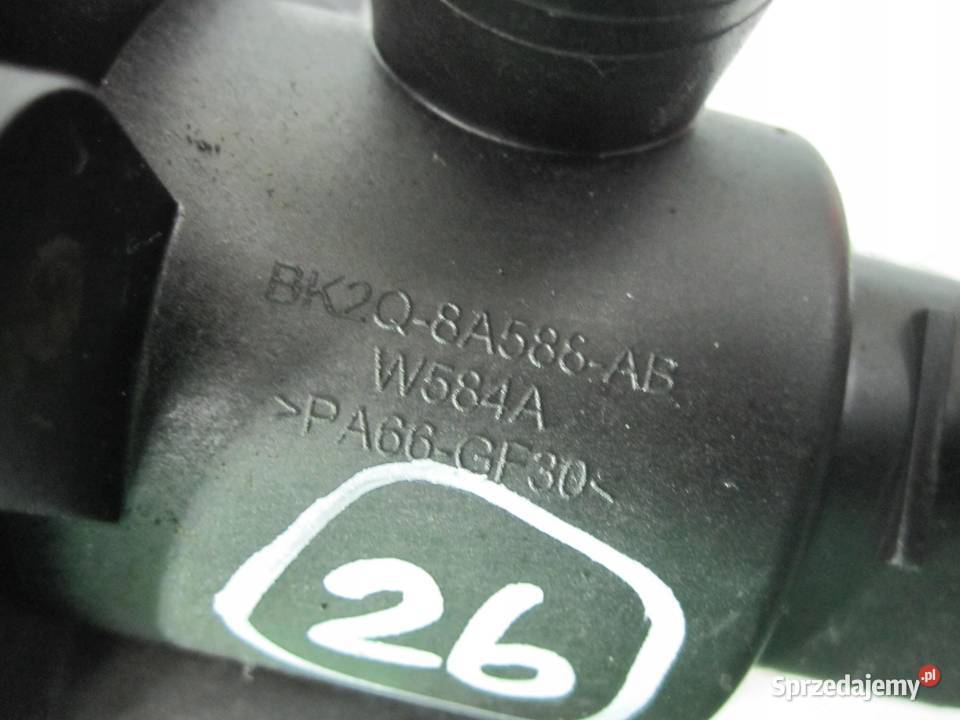 BK2Q-8A588-AB
W584A
>PA66-GF30<
26
Sprzedajemy.pl